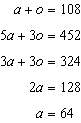 a + o = 108
5a + 3o = 452
3a + 3o = 324
2a = 128
a = 64